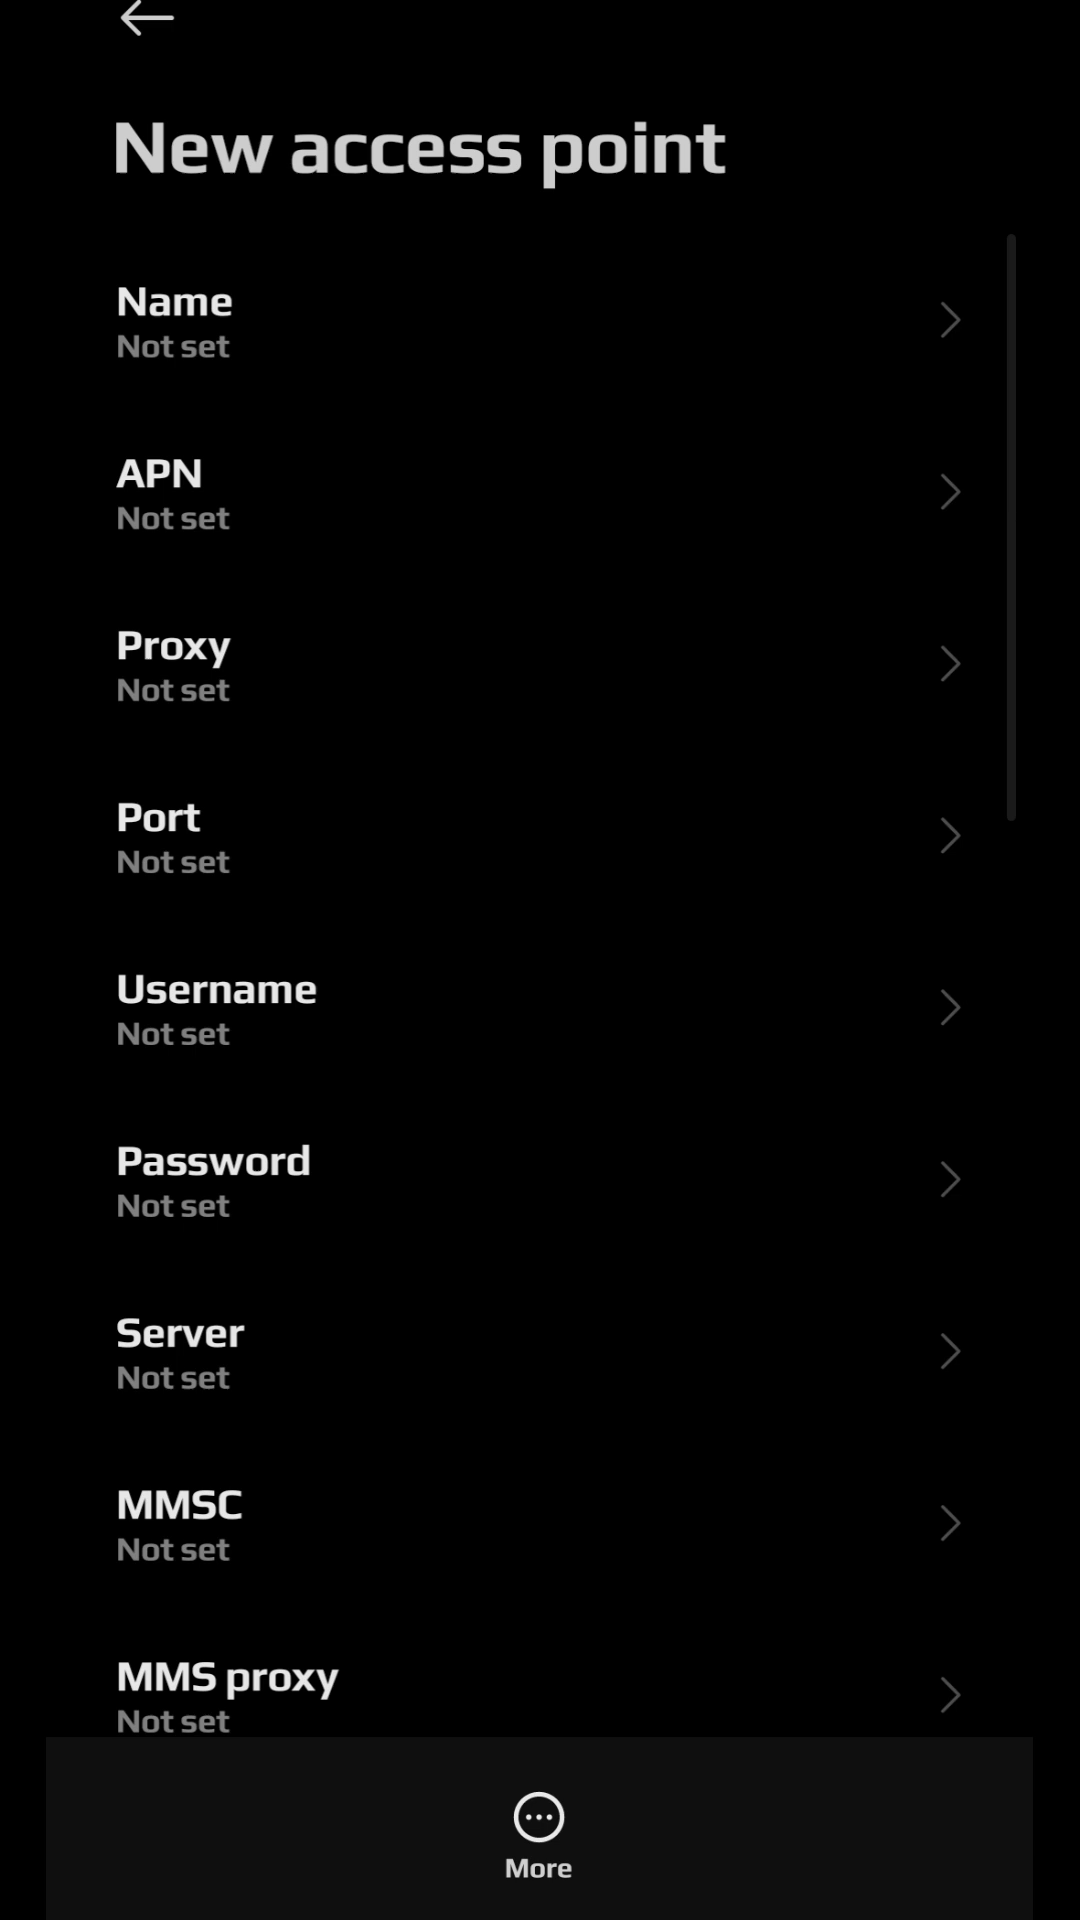 New access point
Name
Not set
APN
Not set
Proxy
Not set
Port
Not set
Username
Not set
Password
Not set
Server
Not set
MMSC
Not set
MMS proxy
Not set
More